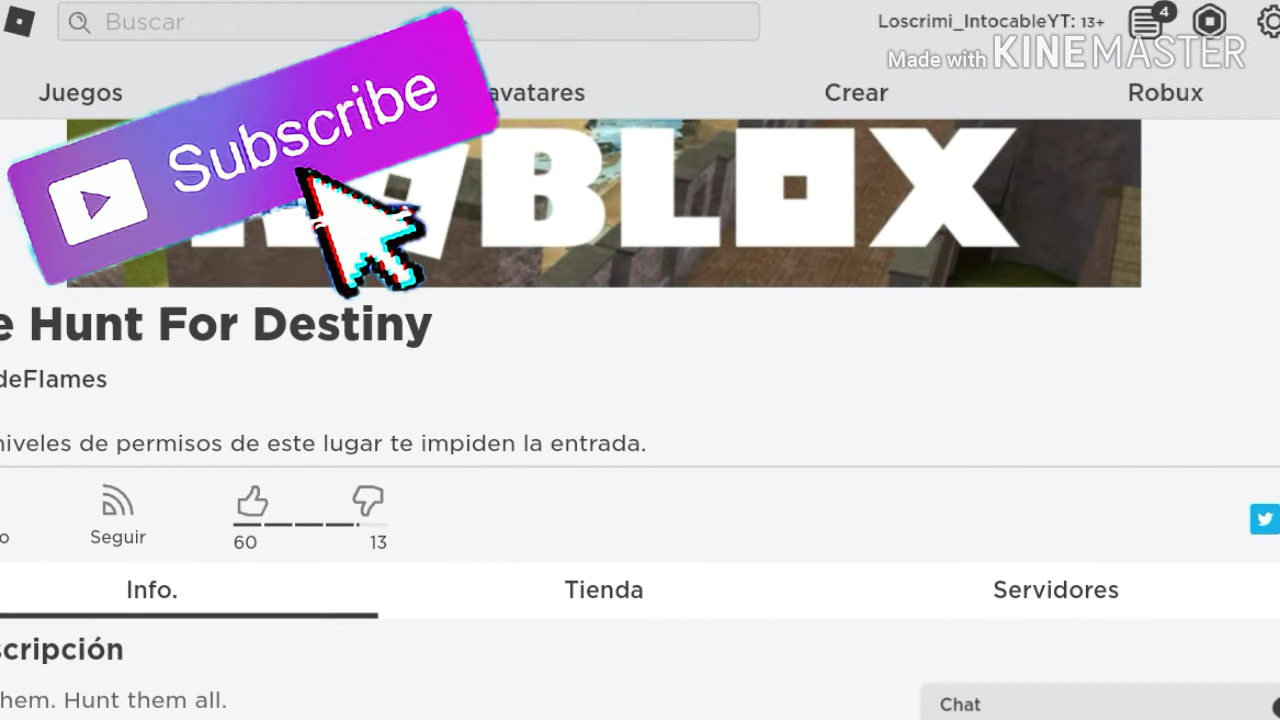 Buscar
Loscrimi_IntocableYT: 13+
4
Made with KINEMASTER
Juegos
avatares
Crear
Robux
Subscribe
BLOX
Hunt For Destiny
deFlames
niveles de permisos de este lugar te impiden la entrada.
Seguir
60
13
Info.
Tienda
Servidores
scripción
hem. Hunt them all.
Chat